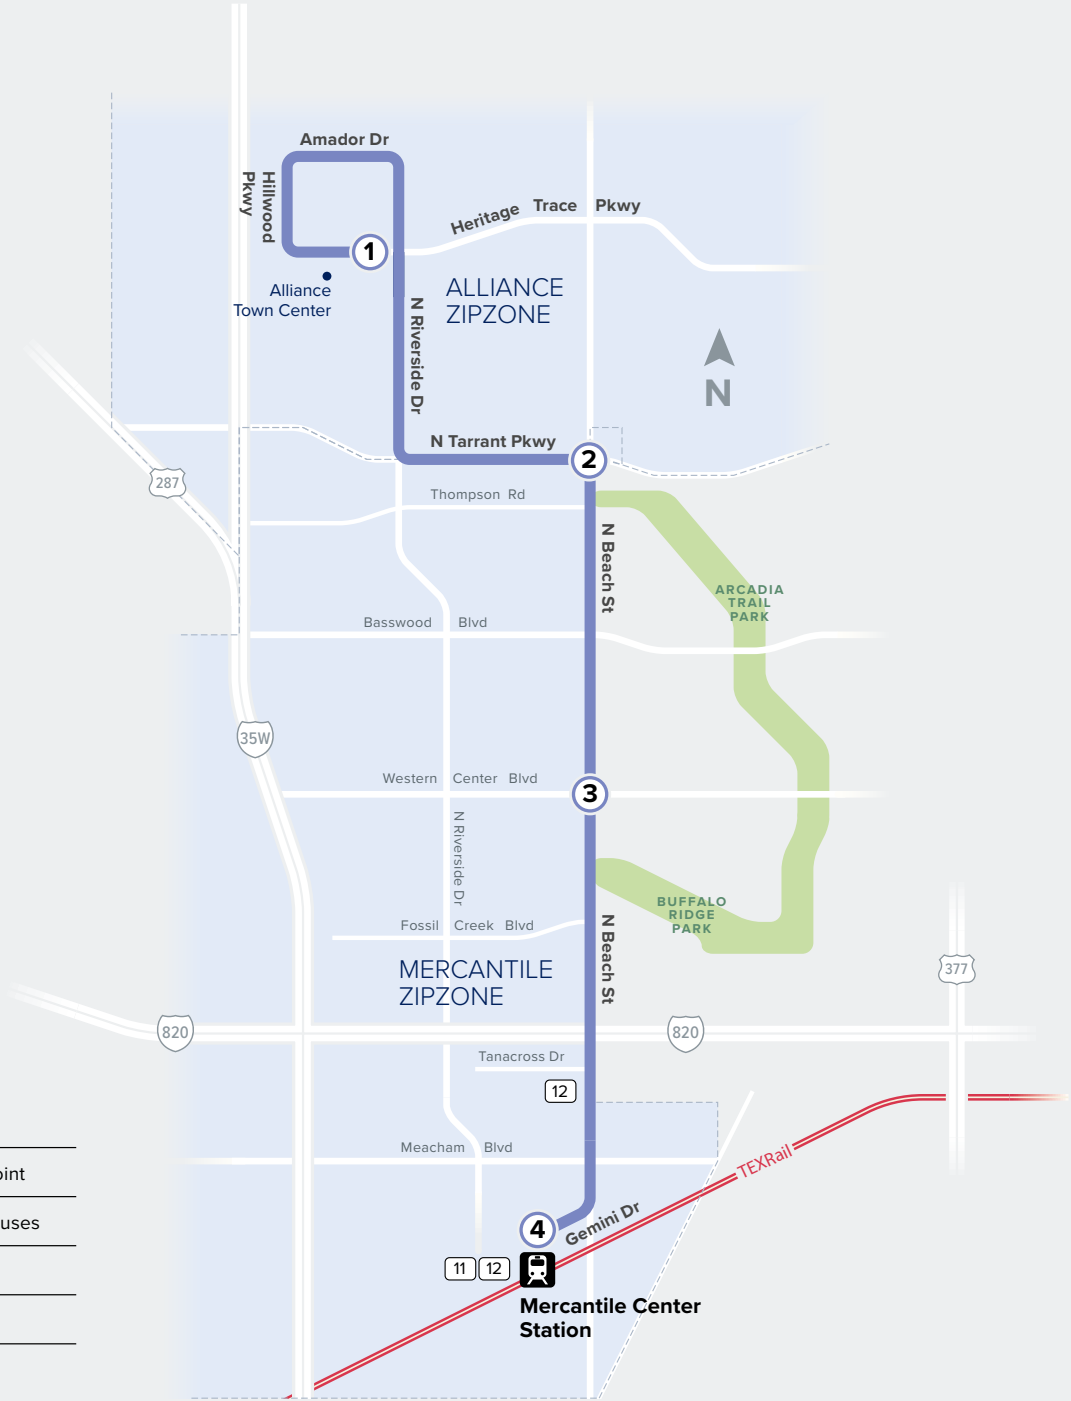 Amador Dr
Hillwood
Pkwy
Heritage Trace Pkwy
1
Alliance
Town Center
ALLIANCE
ZIPZONE
N Riverside Dr
N
N Tarrant Pkwy
2
287
Thompson Rd
N Beach St
ARCADIA
TRAIL
PARK
Basswood Blvd
35W
Western Center Blvd
3
N Riverside Dr
BUFFALO
RIDGE
PARK
Fossil Creek Blvd
N Beach St
MERCANTILE
ZIPZONE
377
820
820
Tanacross Dr
12
Meacham Blvd
TEXRail
oint
uses
4
Gemini Dr
11 12
Mercantile Center
Station